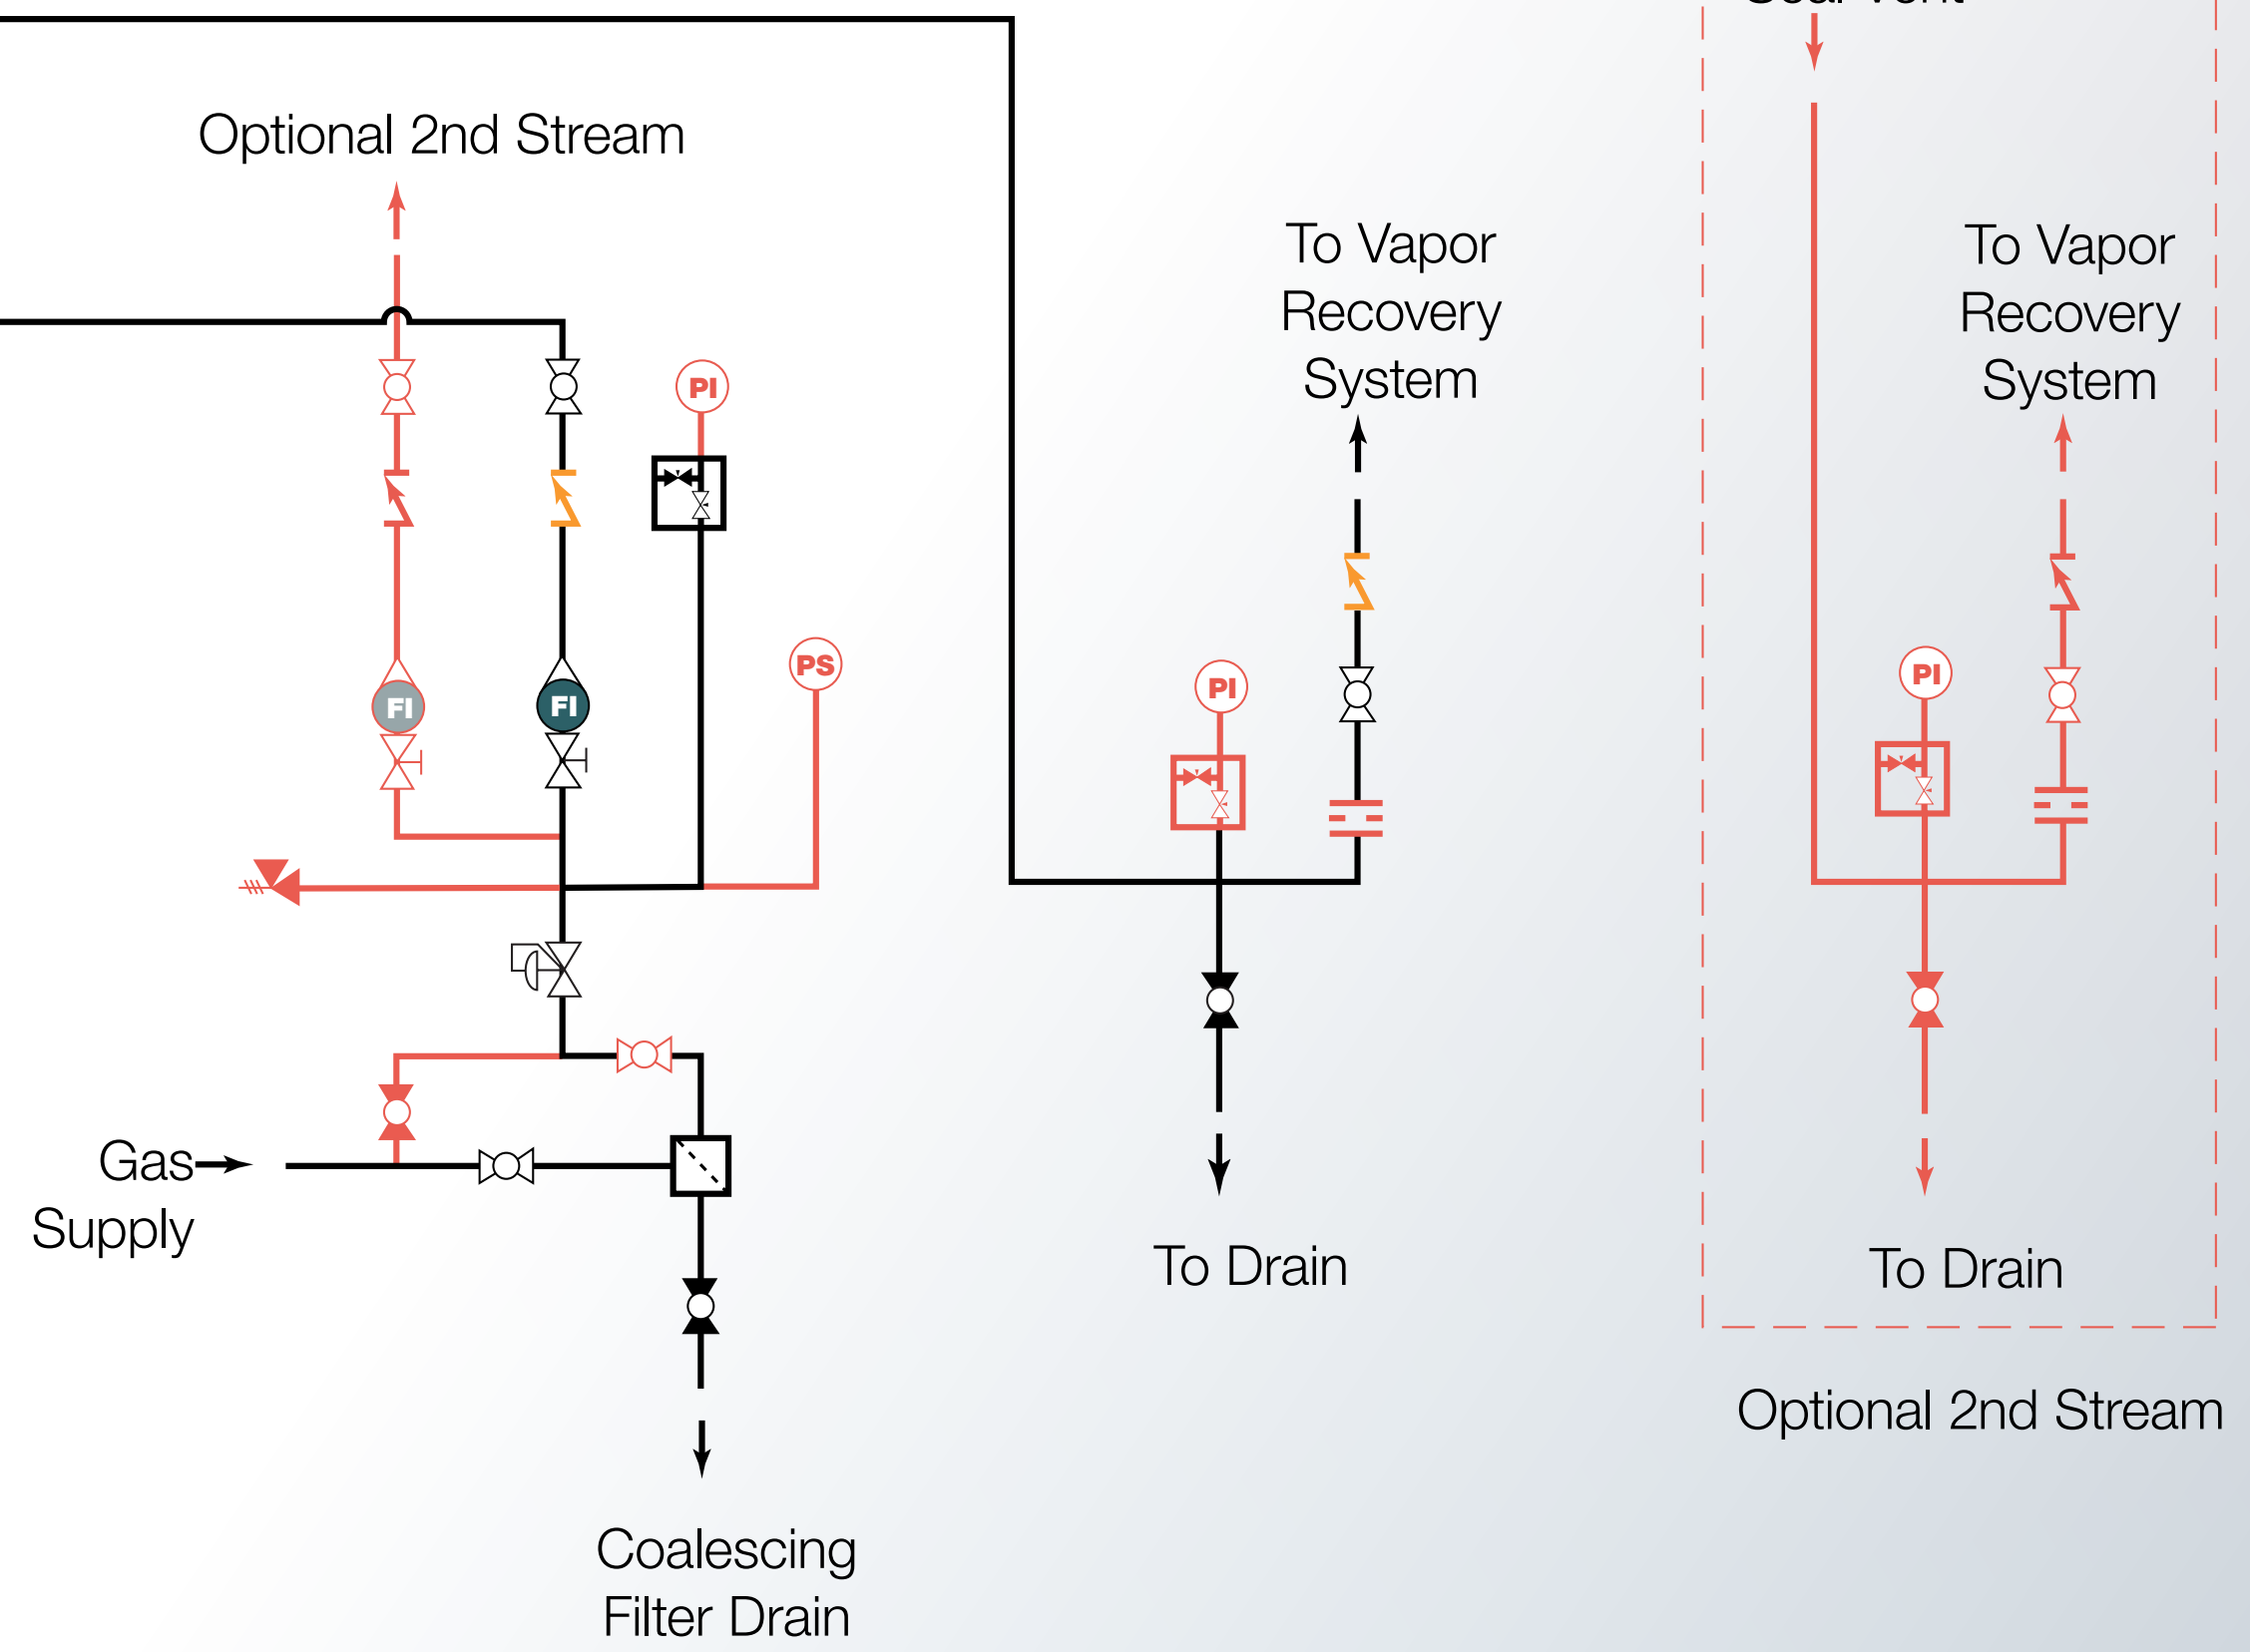 Optional 2nd Stream
To Vapor
Recovery
System
To Vapor
Recovery
System
PI
PS
PI
PI
FI
FI
Gas
Supply
To Drain
To Drain
Optional 2nd Stream
Coalescing
Filter Drain